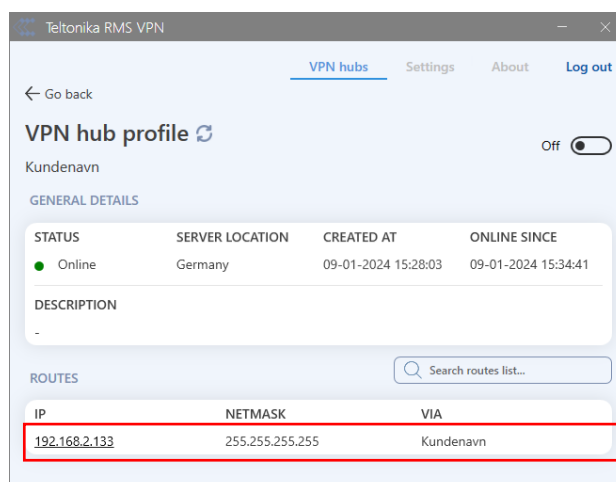 Teltonika RMS VPN
VPN hubs Settings About Log out
Go back
VPN hub profile
Off
Kundenavn
GENERAL DETAILS
STATUS SERVER LOCATION CREATED AT ONLINE SINCE
Online Germany 09-01-2024 15:28:03 09-01-2024 15:34:41
DESCRIPTION
-
ROUTES Search routes list...
IP NETMASK VIA
192.168.2.133 255.255.255.255 Kundenavn